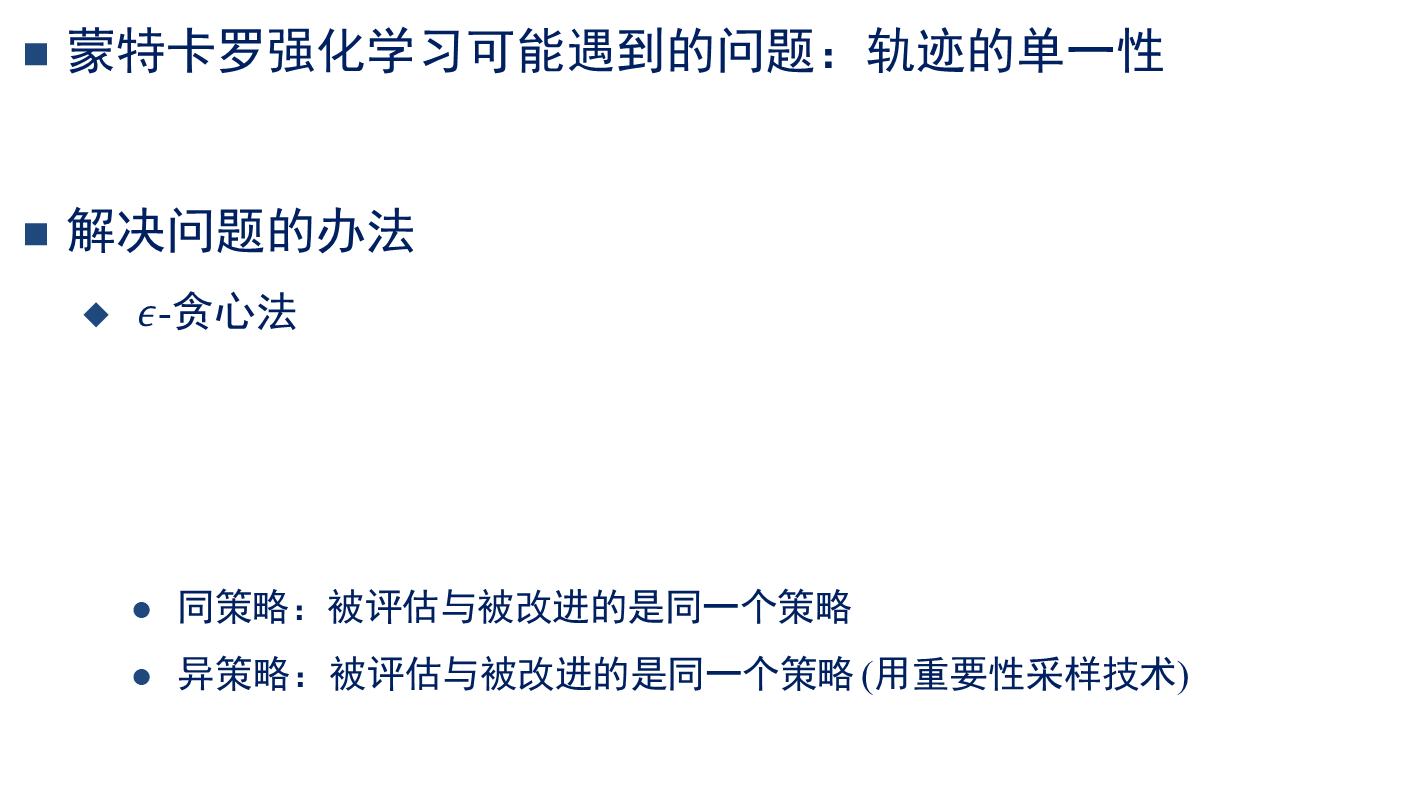 ■ 蒙特卡罗强化学习可能遇到的问题：轨迹的单一性
■ 解决问题的办法
◆ ϵ-贪心法
● 同策略：被评估与被改进的是同一个策略
● 异策略：被评估与被改进的是同一个策略 (用重要性采样技术)